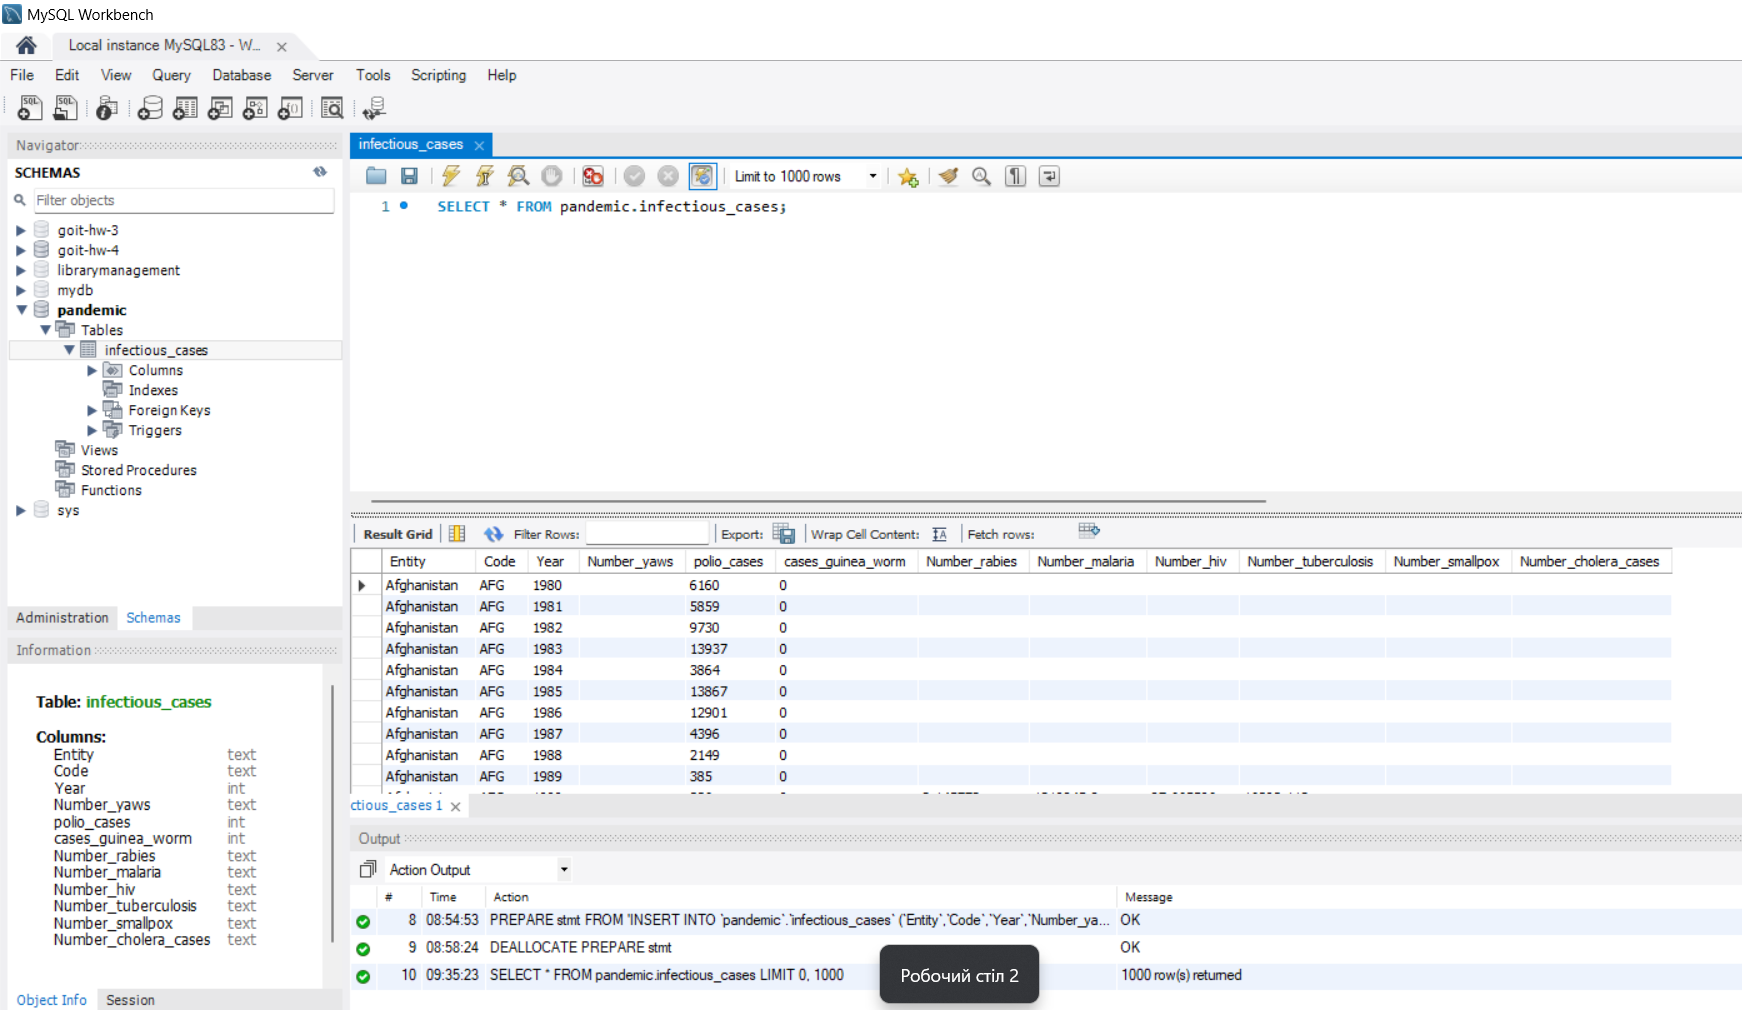 MySQL Workbench
Local instance MySQL83 - W...
File Edit View Query Database Server Tools Scripting Help
Navigator
SCHEMAS
Filter objects
goit-hw-3
goit-hw-4
librarymanagement
mydb
pandemic
Tables
infectious_cases
Columns
Indexes
Foreign Keys
Triggers
Views
Stored Procedures
Functions
sys
Administration Schemas
Information
Table: infectious_cases
Columns:
Entity text
Code text
Year int
Number_yaws text
polio_cases int
cases_guinea_worm int
Number_rabies text
Number_malaria text
Number_hiv text
Number_tuberculosis text
Number_smallpox text
Number_cholera_cases text
Object Info Session
infectious_cases
Limit to 1000 rows
1 SELECT * FROM pandemic.infectious_cases;
Result Grid Filter Rows: Export: Wrap Cell Content: Fetch rows:
Entity Code Year Number_yaws polio_cases cases_guinea_worm Number_rabies Number_malaria Number_hiv Number_tuberculosis Number_smallpox Number_cholera_cases
Afghanistan AFG 1980 6160 0
Afghanistan AFG 1981 5859 0
Afghanistan AFG 1982 9730 0
Afghanistan AFG 1983 13937 0
Afghanistan AFG 1984 3864 0
Afghanistan AFG 1985 13867 0
Afghanistan AFG 1986 12901 0
Afghanistan AFG 1987 4396 0
Afghanistan AFG 1988 2149 0
Afghanistan AFG 1989 385 0
ctious_cases 1
Output
Action Output
# Time Action Message
8 08:54:53 PREPARE stmt FROM 'INSERT INTO `pandemic`.`infectious_cases` (`Entity`,`Code`,`Year`,`Number_ya... OK
9 08:58:24 DEALLOCATE PREPARE stmt OK
10 09:35:23 SELECT * FROM pandemic.infectious_cases LIMIT 0, 1000 1000 row(s) returned
Робочий стіл 2